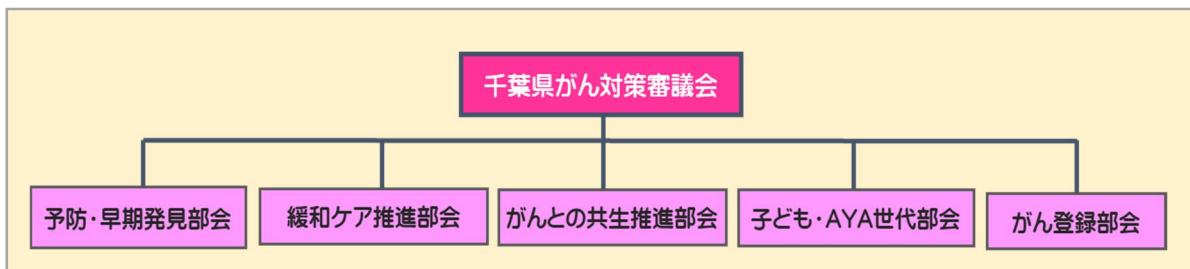 千葉県がん対策審議会
予防・早期発見部会
緩和ケア推進部会
がんとの共生推進部会
子ども・AYA世代部会
がん登録部会